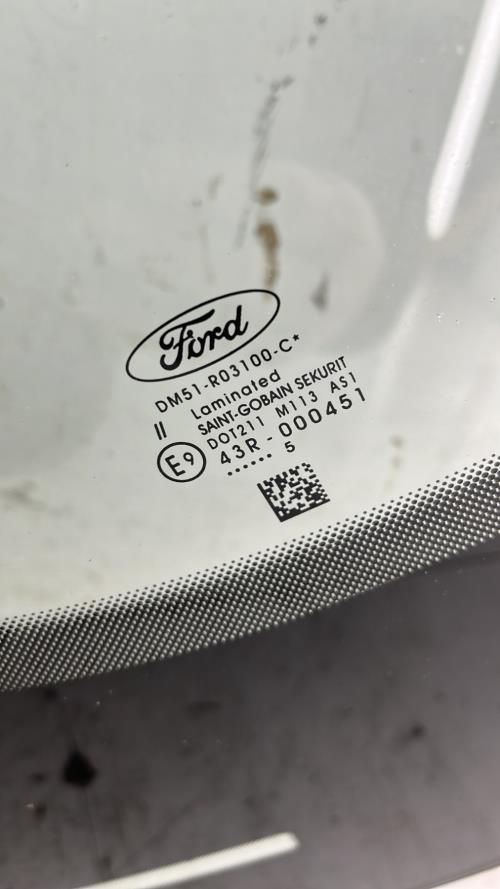 Ford
DM51-R03100-C*
II Laminated
SAINT-GOBAIN SEKURIT
DOT211 M113 AS1
E9 43R-000451
...... 5